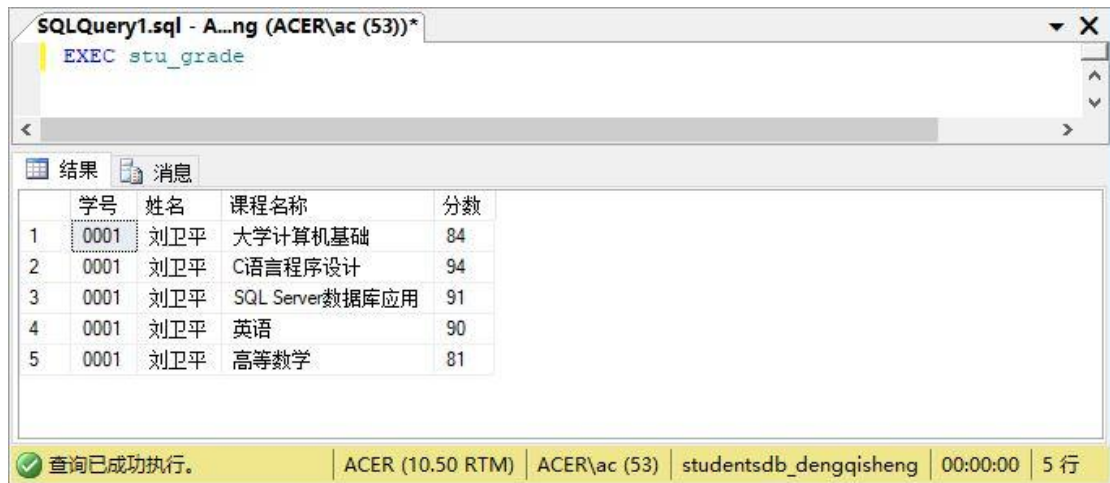 SQLQuery1.sql - A...ng (ACER\ac (53))*
EXEC stu_grade
结果 消息
学号 姓名 课程名称 分数
1 0001 刘卫平 大学计算机基础 84
2 0001 刘卫平 C语言程序设计 94
3 0001 刘卫平 SQL Server数据库应用 91
4 0001 刘卫平 英语 90
5 0001 刘卫平 高等数学 81
查询已成功执行。 ACER (10.50 RTM) ACER\ac (53) studentsdb_dengqisheng 00:00:00 5 行